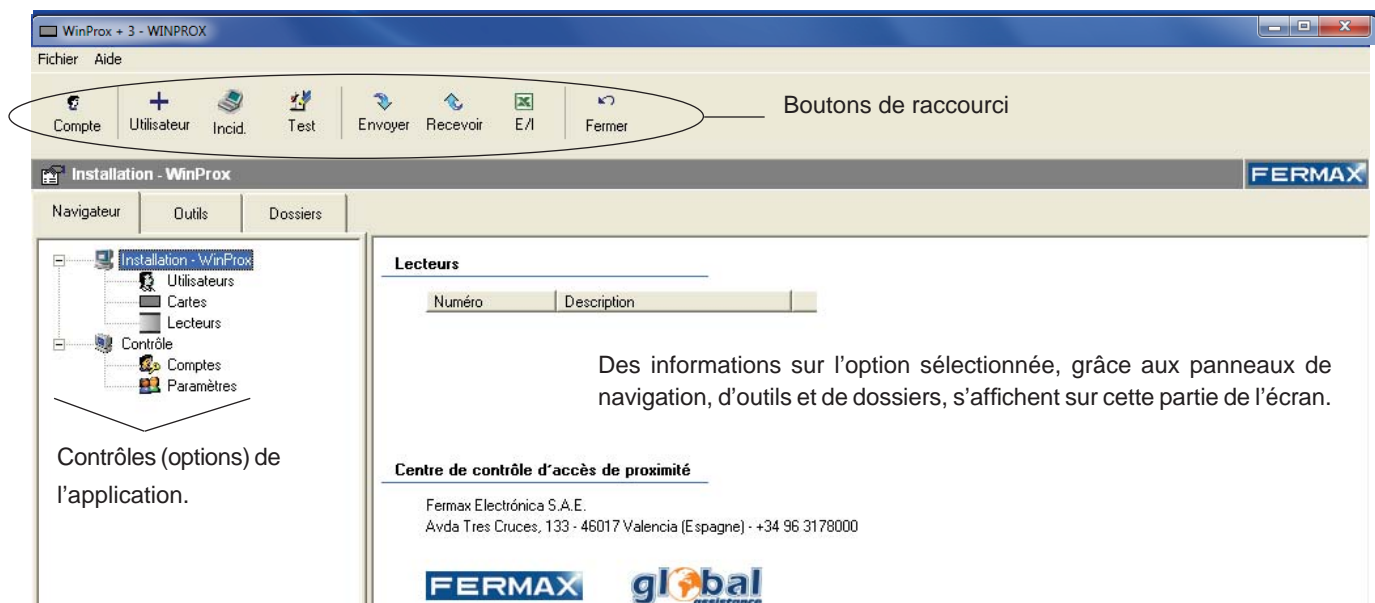 WinProx + 3 - WINPROX
Fichier Aide
Compte Utilisateur Incid. Test Envoyer Recevoir E/I Fermer
Boutons de raccourci
Installation - WinProx
FERMAX
Navigateur Outils Dossiers
Installation - WinProx
Utilisateurs
Cartes
Lecteurs
Contrôle
Comptes
Paramètres
Contrôles (options) de
l’application.
Lecteurs
Numéro Description
Des informations sur l’option sélectionnée, grâce aux panneaux de
navigation, d’outils et de dossiers, s’affichent sur cette partie de l’écran.
Centre de contrôle d´accès de proximité
Fermax Electrónica S.A.E.
Avda Tres Cruces, 133 - 46017 Valencia (Espagne) - +34 96 3178000
FERMAX global
assistance